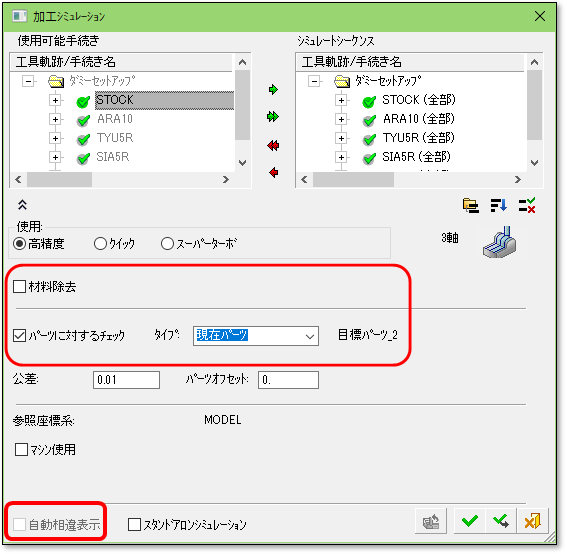 加工ｼﾐｭﾚｰｼｮﾝ
使用可能手続き
ｼﾐｭﾚｰﾄｼｰｹﾝｽ
工具軌跡/手続き名
ﾀﾞﾐｰｾｯﾄｱｯﾌﾟ
STOCK
ARA10
TYU5R
SIA5R
工具軌跡/手続き名
ﾀﾞﾐｰｾｯﾄｱｯﾌﾟ
STOCK (全部)
ARA10 (全部)
TYU5R (全部)
SIA5R (全部)
使用:
高精度 ｸｲｯｸ ｽｰﾊﾟｰﾀｰﾎﾞ
3軸
材料除去
ﾊﾟｰﾂに対するﾁｪｯｸ ﾀｲﾌﾟ: 現在ﾊﾟｰﾂ 目標ﾊﾟｰﾂ_2
公差: 0.01 ﾊﾟｰﾂｵﾌｾｯﾄ: 0.
参照座標系: MODEL
ﾏｼﾝ使用
自動相違表示 ｽﾀﾝﾄﾞｱﾛﾝｼﾐｭﾚｰｼｮﾝ